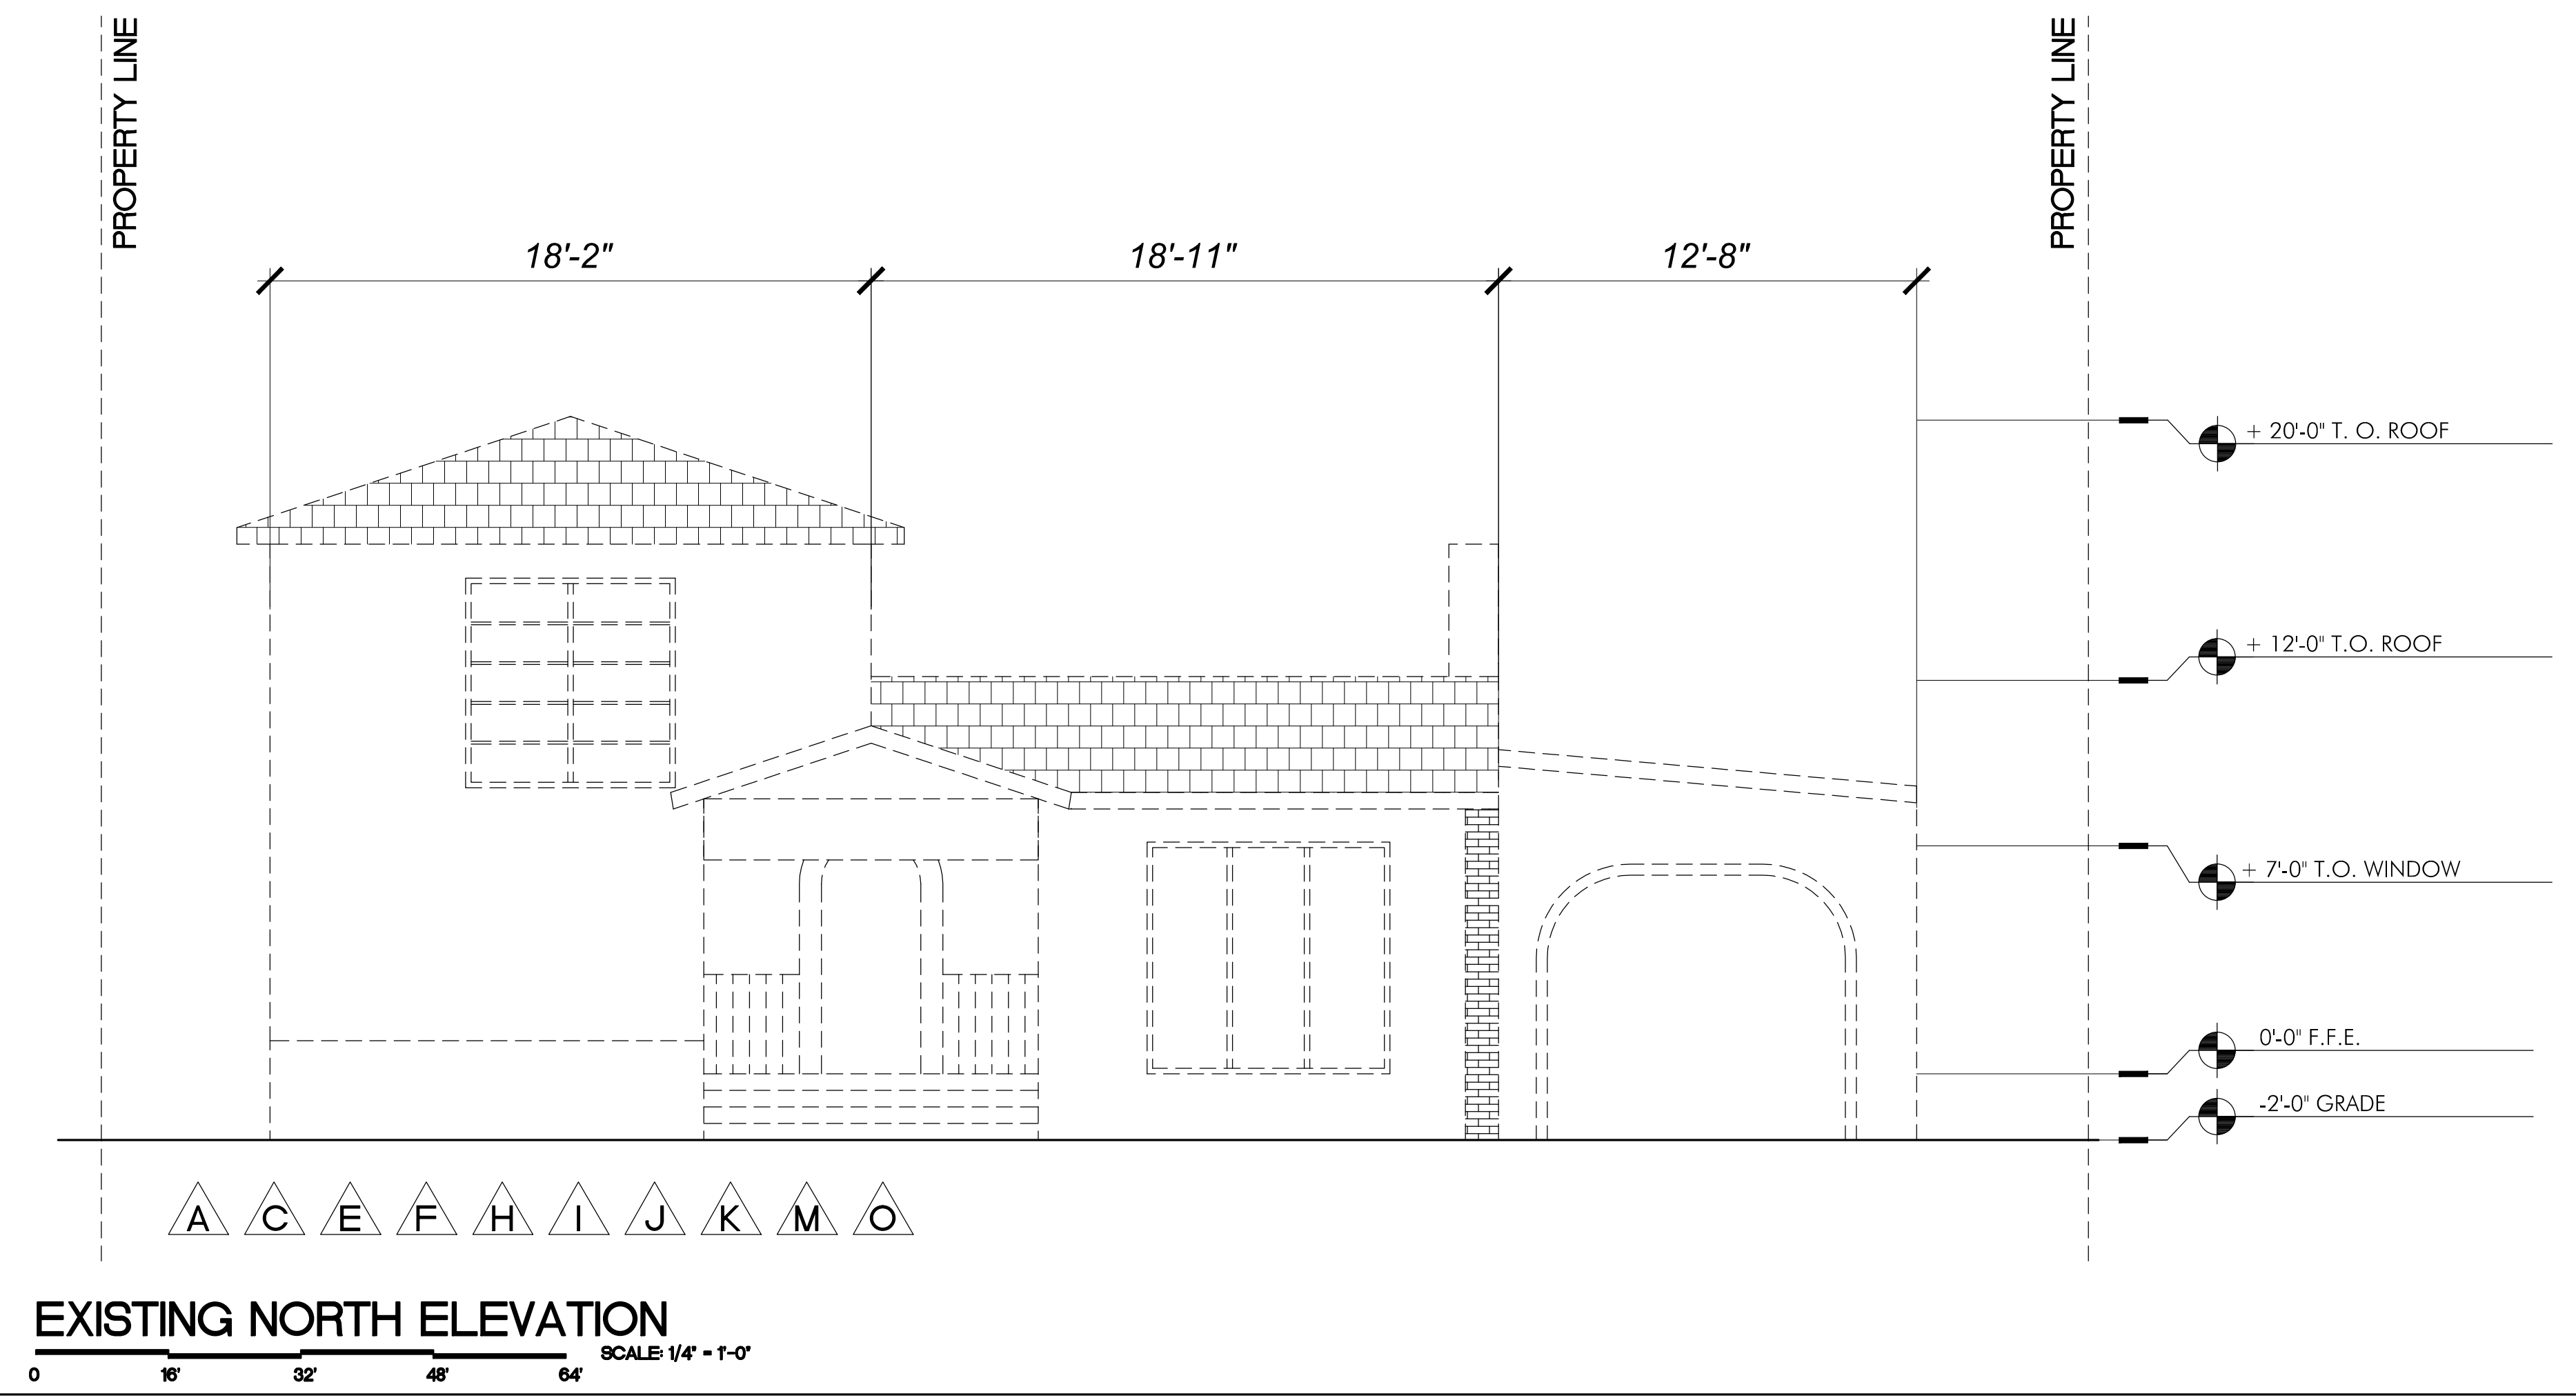 PROPERTY LINE
PROPERTY LINE
18'-2"
18'-11"
12'-8"
+ 20'-0" T. O. ROOF
+ 12'-0" T.O. ROOF
+ 7'-0" T.O. WINDOW
0'-0" F.F.E.
-2'-0" GRADE
A C E F H I J K M O
EXISTING NORTH ELEVATION
SCALE: 1/4" = 1'-0"
0 16' 32' 48' 64'